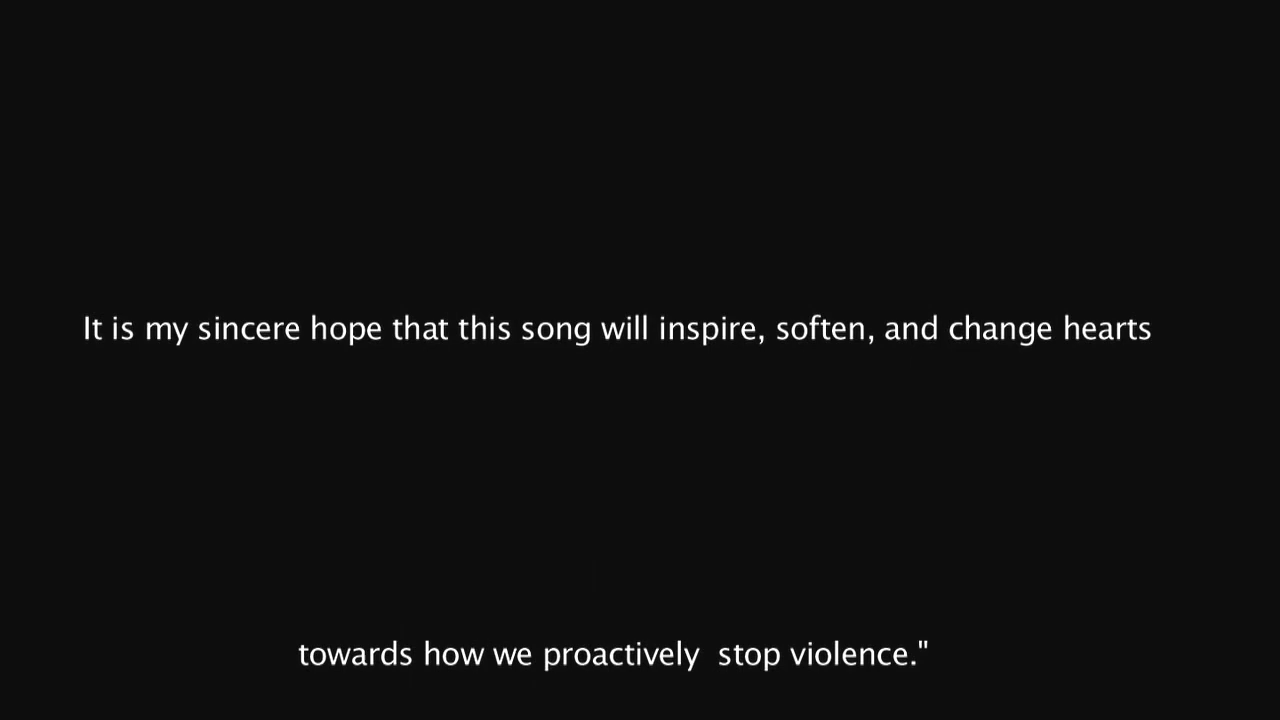 It is my sincere hope that this song will inspire, soften, and change hearts
towards how we proactively  stop violence."